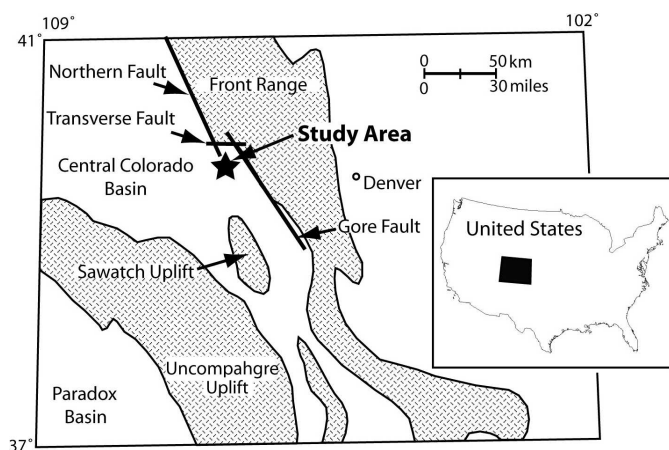 109°
102°
41°
Northern Fault
Front Range
0
50 km
0
30 miles
Transverse Fault
Study Area
Central Colorado
Basin
Denver
Gore Fault
United States
Sawatch Uplift
Uncompahgre
Uplift
Paradox
Basin
37°